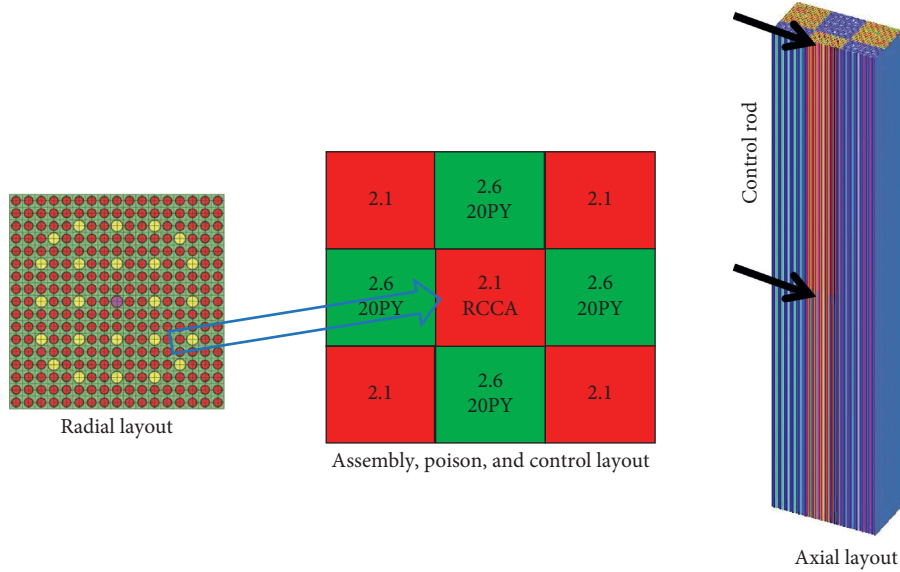 2.1
2.6
20PY
2.1
2.6
20PY
2.1
RCCA
2.6
20PY
2.1
2.6
20PY
2.1
Radial layout
Assembly, poison, and control layout
Control rod
Axial layout